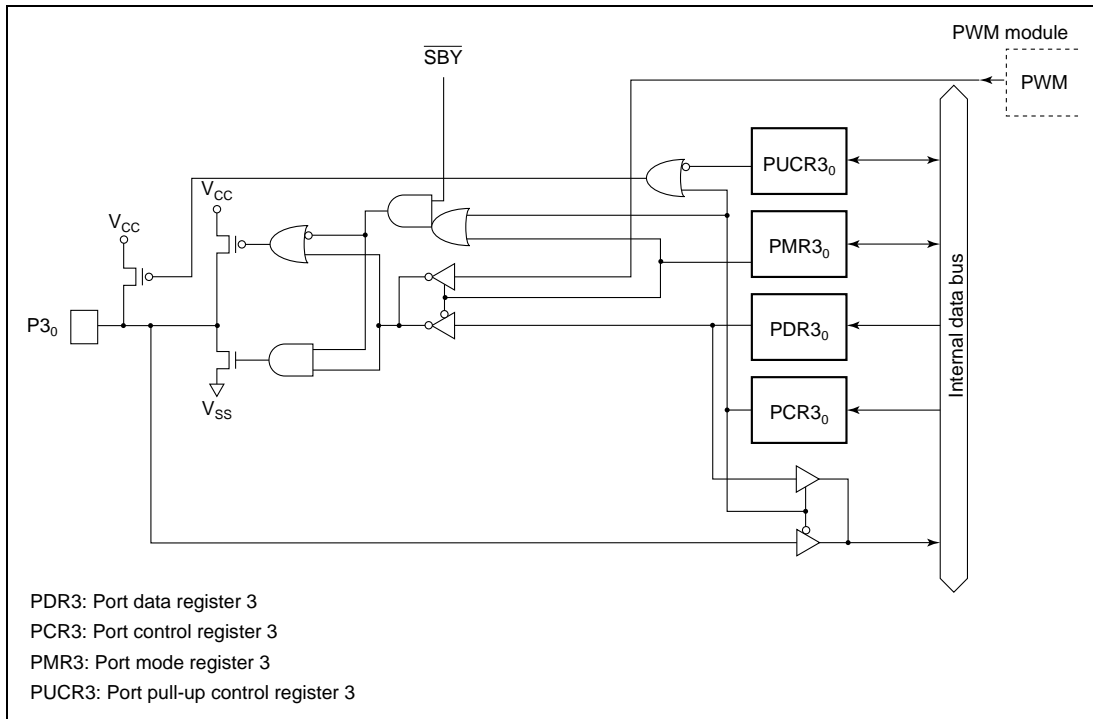 PWM module
SBY
PWM
PUCR3₀
V_CC
V_CC
PMR3₀
P3₀
PDR3₀
V_SS
PCR3₀
Internal data bus
PDR3: Port data register 3
PCR3: Port control register 3
PMR3: Port mode register 3
PUCR3: Port pull-up control register 3